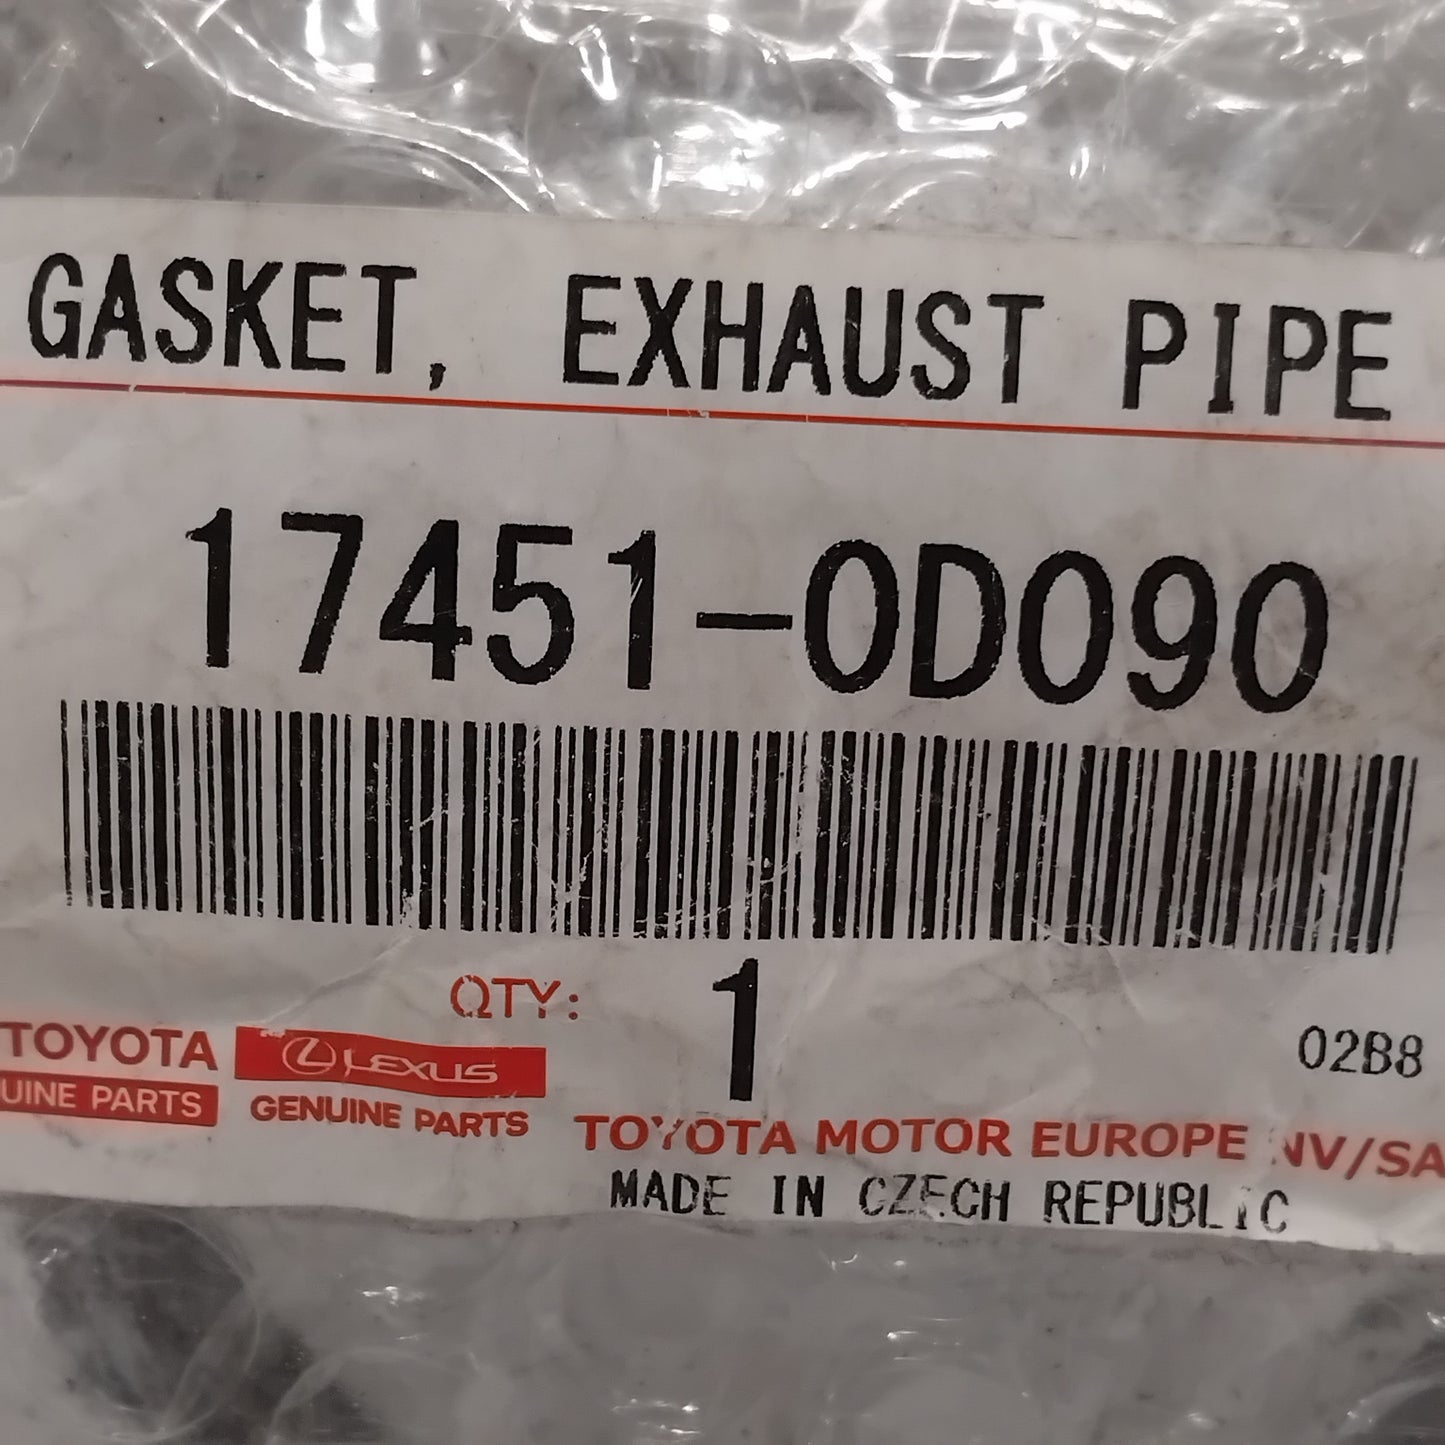 GASKET, EXHAUST PIPE
17451-0D090
QTY: 1
02B8
TOYOTA
UINE PARTS
LEXUS
GENUINE PARTS
TOYOTA MOTOR EUROPE NV/SA
MADE IN CZECH REPUBLIC